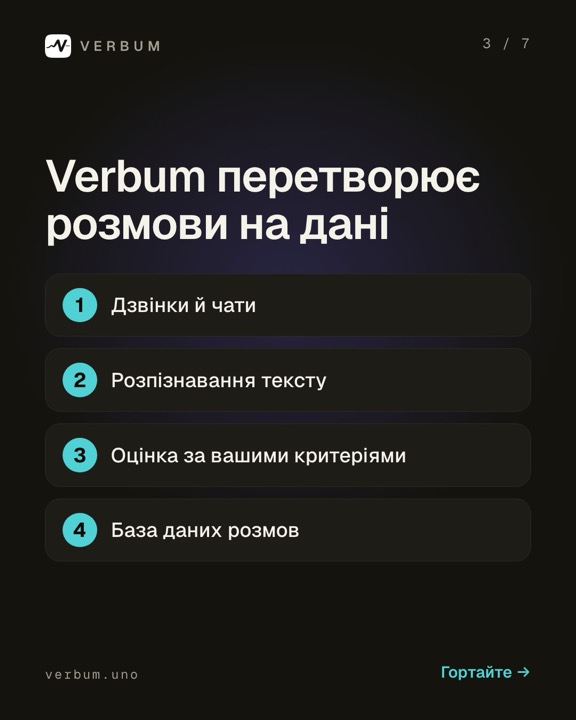 VERBUM
3 / 7
Verbum перетворює
розмови на дані
1 Дзвінки й чати
2 Розпізнавання тексту
3 Оцінка за вашими критеріями
4 База даних розмов
verbum.uno
Гортайте →